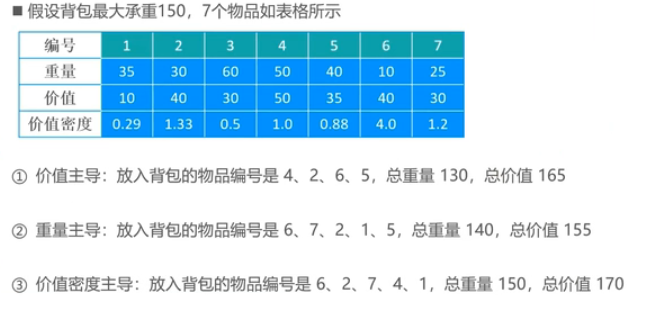 ■ 假设背包最大承重150，7个物品如表格所示
编号 1 2 3 4 5 6 7
重量 35 30 60 50 40 10 25
价值 10 40 30 50 35 40 30
价值密度 0.29 1.33 0.5 1.0 0.88 4.0 1.2
① 价值主导：放入背包的物品编号是 4、2、6、5，总重量 130，总价值 165
② 重量主导：放入背包的物品编号是 6、7、2、1、5，总重量 140，总价值 155
③ 价值密度主导：放入背包的物品编号是 6、2、7、4、1，总重量 150，总价值 170